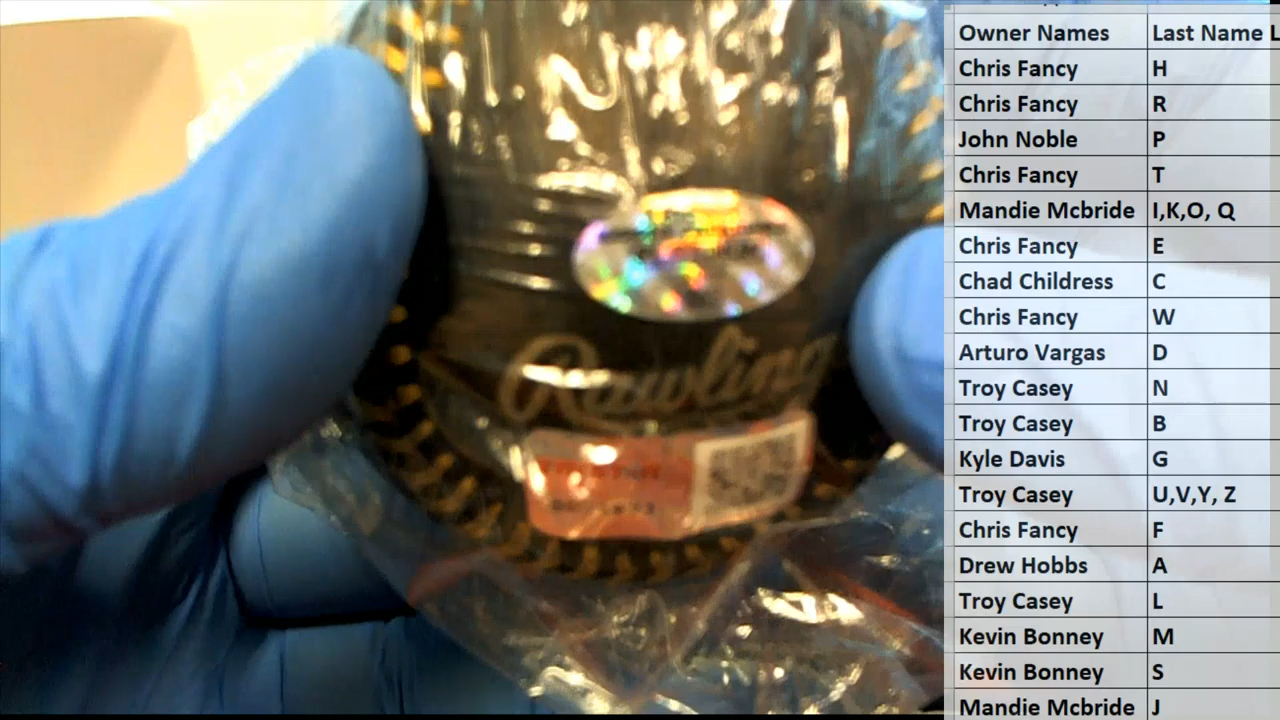 Rawlings
Owner Names Last Name L
Chris Fancy H
Chris Fancy R
John Noble P
Chris Fancy T
Mandie Mcbride I,K,O, Q
Chris Fancy E
Chad Childress C
Chris Fancy W
Arturo Vargas D
Troy Casey N
Troy Casey B
Kyle Davis G
Troy Casey U,V,Y, Z
Chris Fancy F
Drew Hobbs A
Troy Casey L
Kevin Bonney M
Kevin Bonney S
Mandie Mcbride J